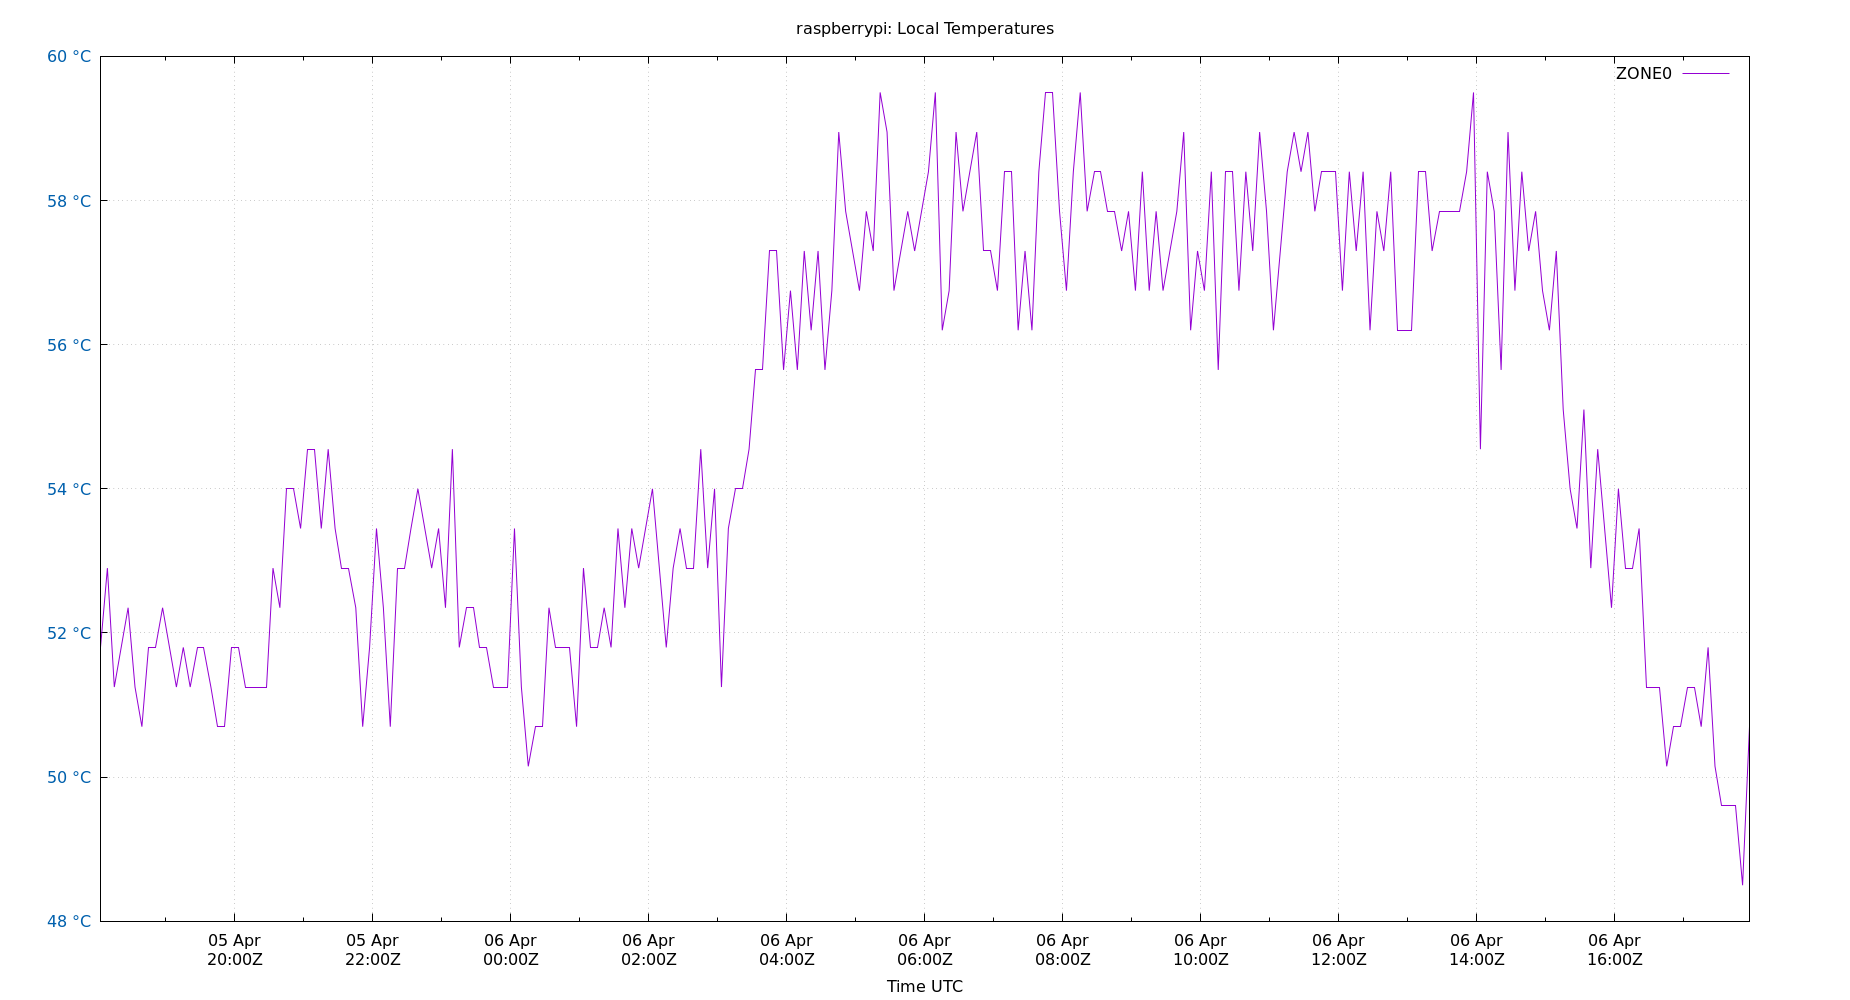 raspberrypi: Local Temperatures
60 °C
ZONE0
58 °C
56 °C
54 °C
52 °C
50 °C
48 °C
05 Apr 05 Apr 06 Apr 06 Apr 06 Apr 06 Apr 06 Apr 06 Apr 06 Apr 06 Apr 06 Apr
20:00Z 22:00Z 00:00Z 02:00Z 04:00Z 06:00Z 08:00Z 10:00Z 12:00Z 14:00Z 16:00Z
Time UTC